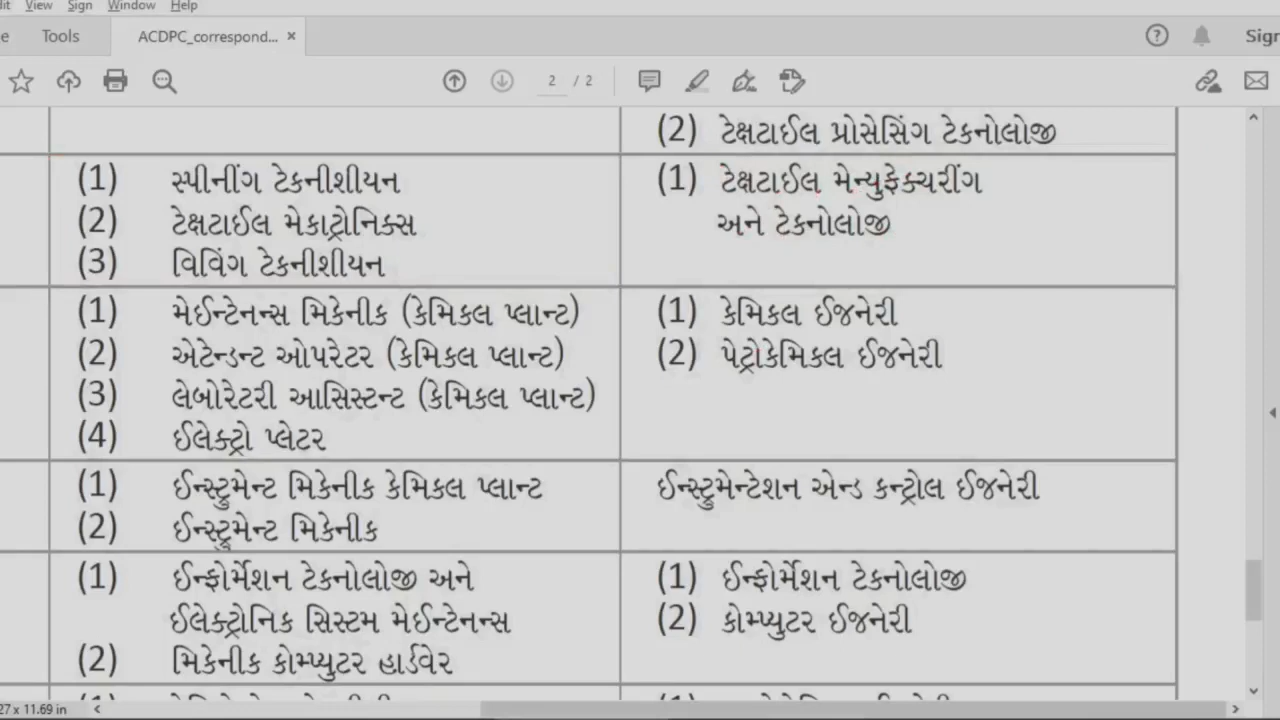 View Sign Window Help
Tools ACDPC_correspond... ×
2 / 2
(2) ટેક્ષટાઈલ પ્રોસેસિંગ ટેકનોલોજી
(1) સ્પીનીંગ ટેકનીશીયન
(2) ટેક્ષટાઈલ મેકાટ્રોનિક્સ
(3) વિવિંગ ટેકનીશીયન
(1) ટેક્ષટાઈલ મેન્યુફેક્ચરીંગ
અને ટેકનોલોજી
(1) મેઈન્ટેનન્સ મિકેનીક (કેમિકલ પ્લાન્ટ)
(2) એટેન્ડન્ટ ઓપરેટર (કેમિકલ પ્લાન્ટ)
(3) લેબોરેટરી આસિસ્ટન્ટ (કેમિકલ પ્લાન્ટ)
(4) ઈલેક્ટ્રો પ્લેટર
(1) કેમિકલ ઈજનેરી
(2) પેટ્રોકેમિકલ ઈજનેરી
(1) ઈન્સ્ટ્રુમેન્ટ મિકેનીક કેમિકલ પ્લાન્ટ
(2) ઈન્સ્ટ્રુમેન્ટ મિકેનીક
ઈન્સ્ટ્રુમેન્ટેશન એન્ડ કન્ટ્રોલ ઈજનેરી
(1) ઈન્ફોર્મેશન ટેકનોલોજી અને
ઈલેક્ટ્રોનિક સિસ્ટમ મેઈન્ટેનન્સ
(2) મિકેનીક કોમ્પ્યુટર હાર્ડવેર
(1) ઈન્ફોર્મેશન ટેકનોલોજી
(2) કોમ્પ્યુટર ઈજનેરી
27 x 11.69 in